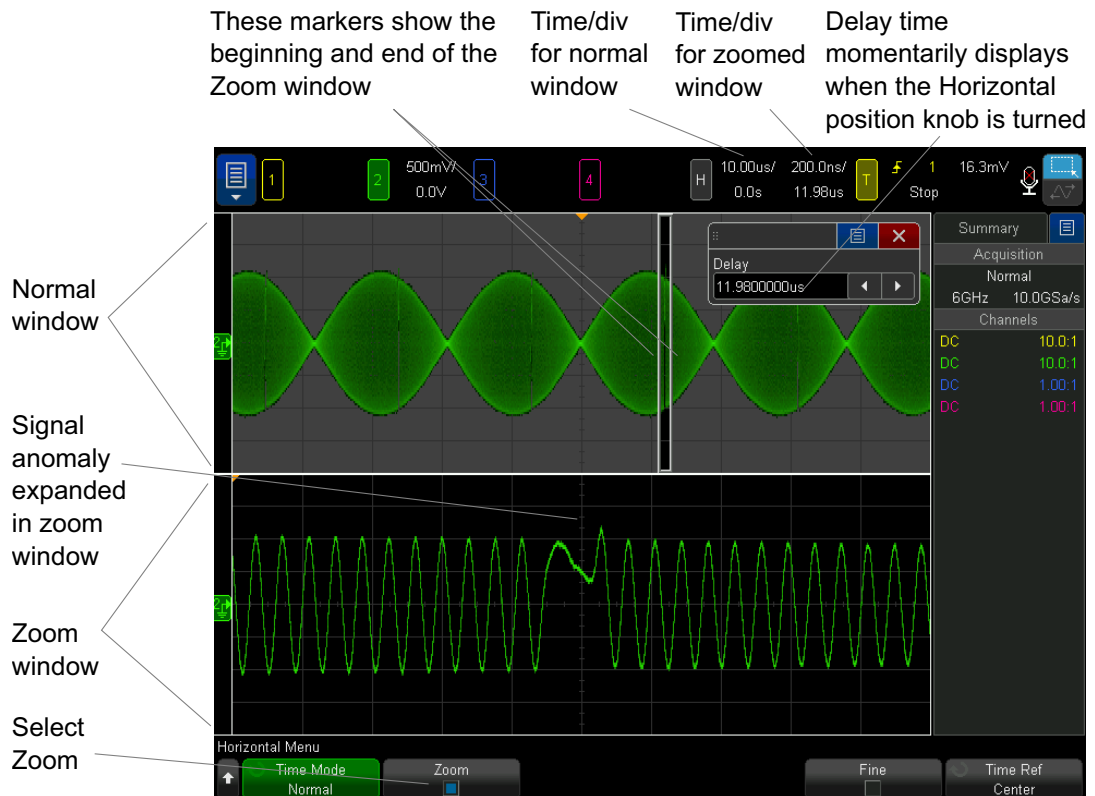 These markers show the
beginning and end of the
Zoom window
Time/div
for normal
window
Time/div
for zoomed
window
Delay time
momentarily displays
when the Horizontal
position knob is turned
1
2
500mV/
0.0V
3
4
H
10.00us/
0.0s
200.0ns/
11.98us
T
1
Stop
16.3mV
Normal
window
Signal
anomaly
expanded
in zoom
window
Zoom
window
Select
Zoom
Delay
11.9800000us
Summary
Acquisition
Normal
6GHz 10.0GSa/s
Channels
DC 10.0:1
DC 10.0:1
DC 1.00:1
DC 1.00:1
2
2
Horizontal Menu
Time Mode
Normal
Zoom
Fine
Time Ref
Center